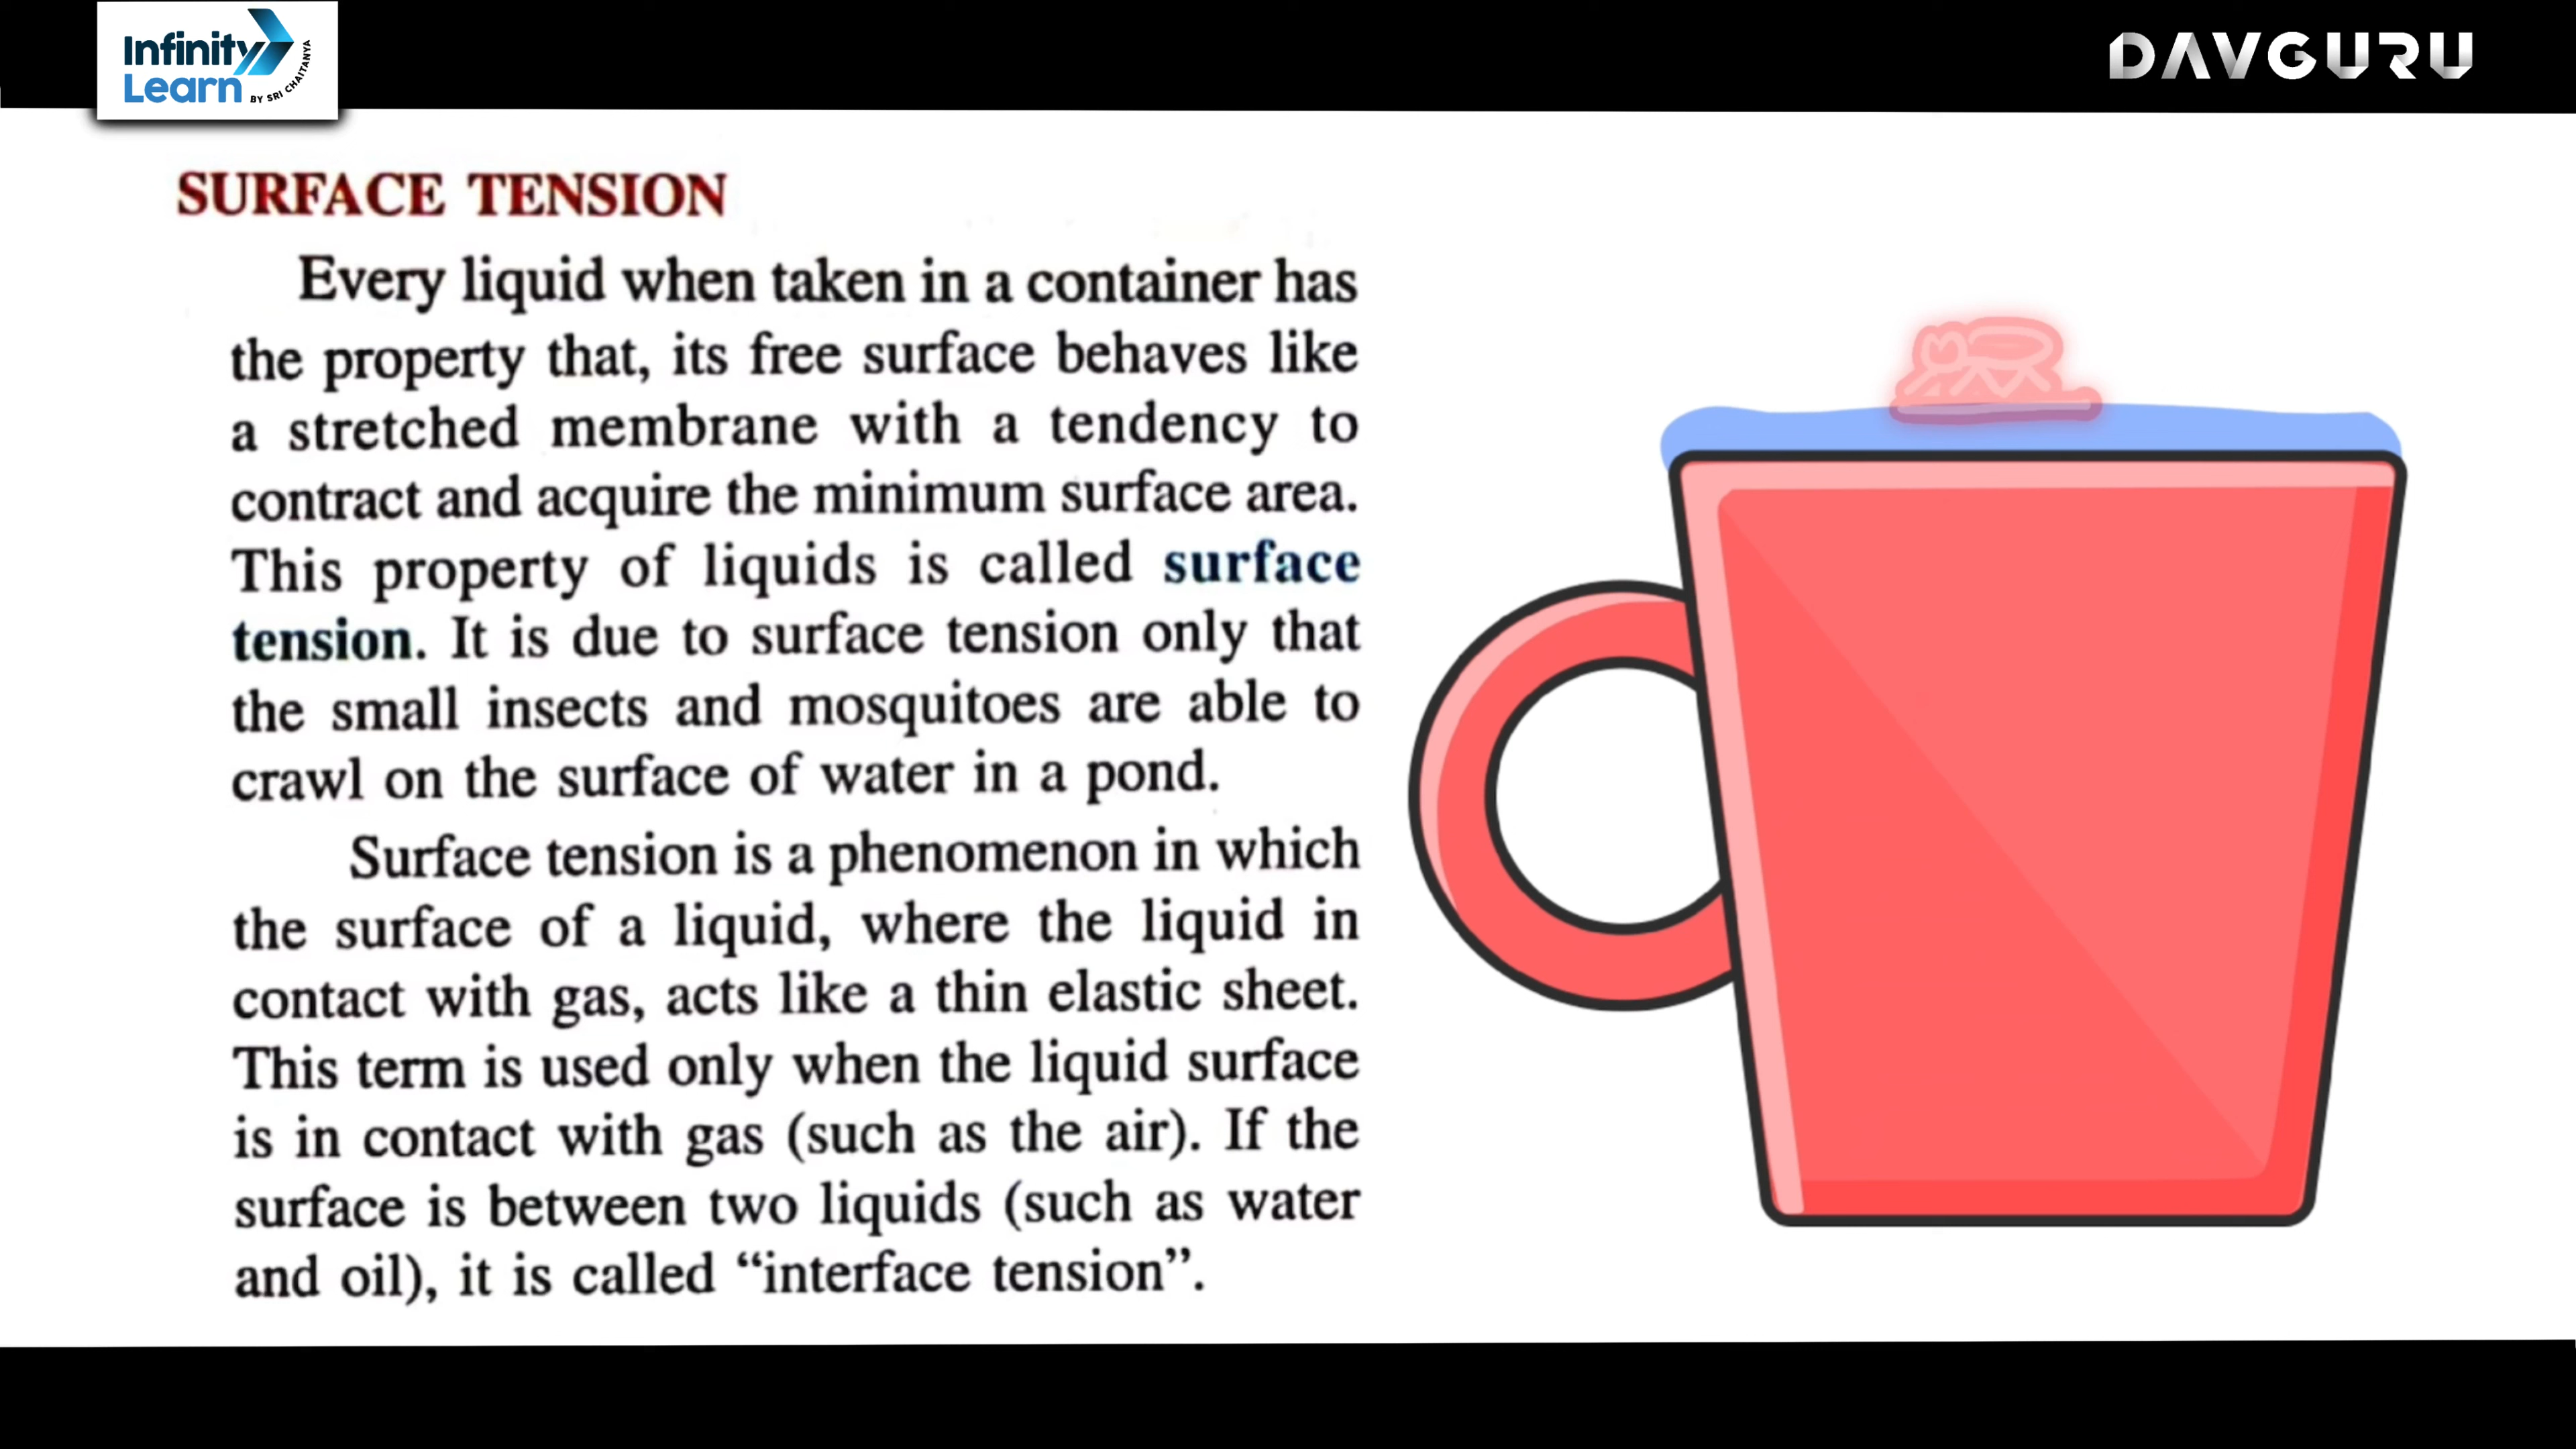 Infinity
Learn
BY SRI CHAITANYA
DAVGURU
SURFACE TENSION
Every liquid when taken in a container has
the property that, its free surface behaves like
a stretched membrane with a tendency to
contract and acquire the minimum surface area.
This property of liquids is called surface
tension. It is due to surface tension only that
the small insects and mosquitoes are able to
crawl on the surface of water in a pond.
Surface tension is a phenomenon in which
the surface of a liquid, where the liquid in
contact with gas, acts like a thin elastic sheet.
This term is used only when the liquid surface
is in contact with gas (such as the air). If the
surface is between two liquids (such as water
and oil), it is called “interface tension”.